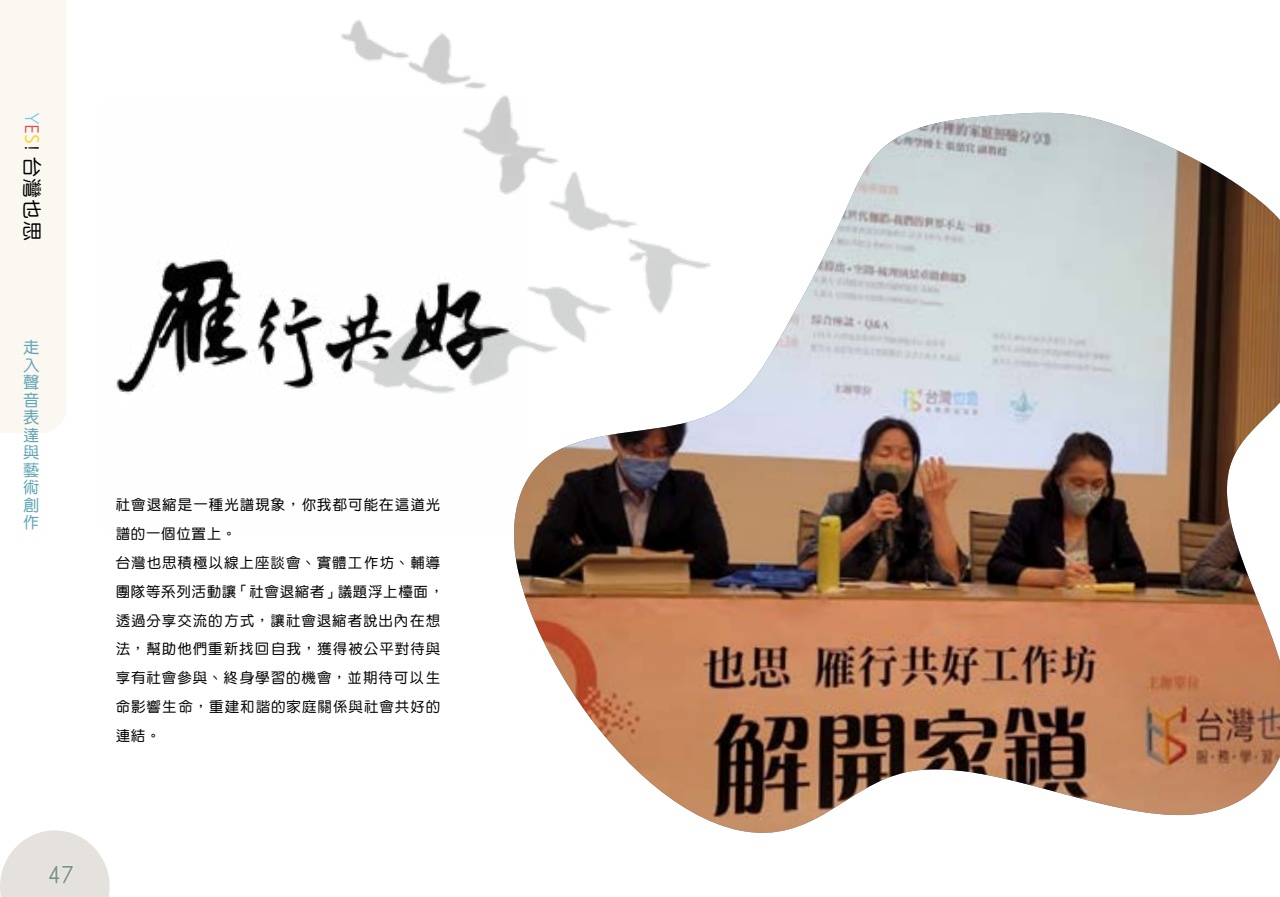 YES! 台灣也思
走入聲音表達與藝術創作
雁行共好
社會退縮是一種光譜現象，你我都可能在這道光
譜的一個位置上。
台灣也思積極以線上座談會、實體工作坊、輔導
團隊等系列活動讓「社會退縮者」議題浮上檯面，
透過分享交流的方式，讓社會退縮者說出內在想
法，幫助他們重新找回自我，獲得被公平對待與
享有社會參與、終身學習的機會，並期待可以生
命影響生命，重建和諧的家庭關係與社會共好的
連結。
綜合座談、Q&A
主辦單位
台灣也思
也思 雁行共好工作坊
解開家鎖
主辦單位
台灣也
服・務・學・習
47